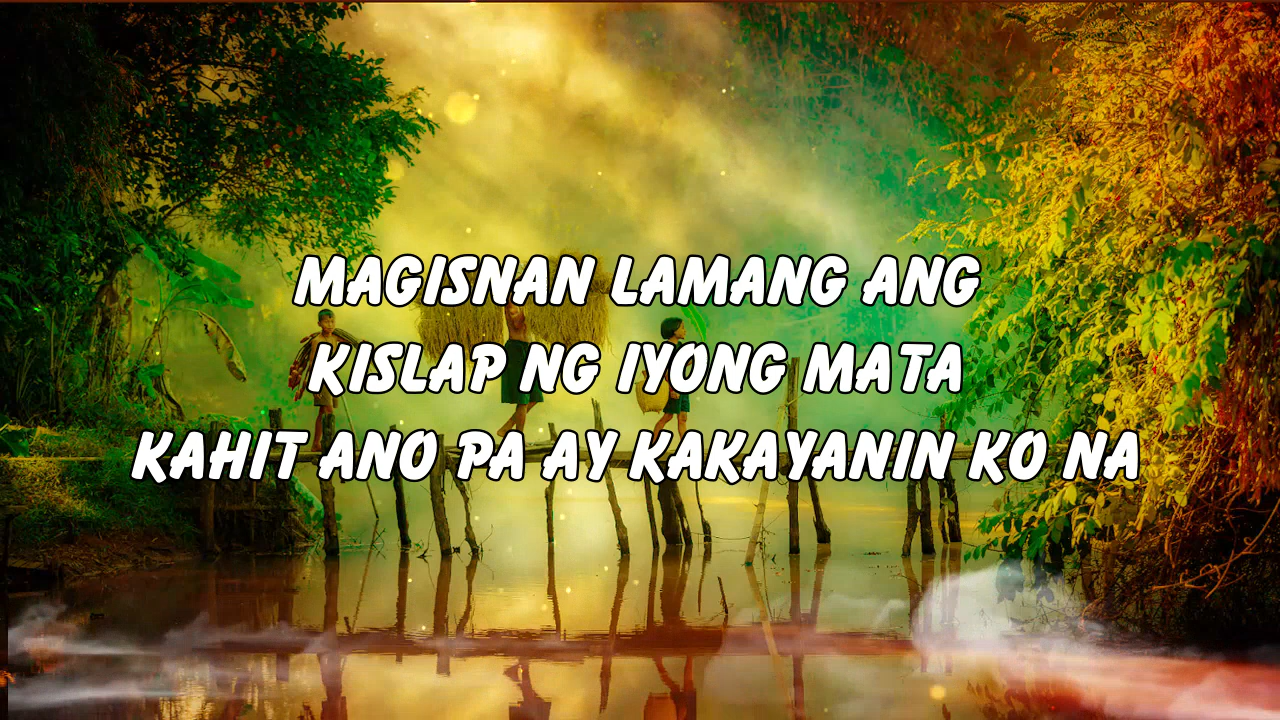 MAGISNAN LAMANG ANG
KISLAP NG IYONG MATA
KAHIT ANO PA AY KAKAYANIN KO NA